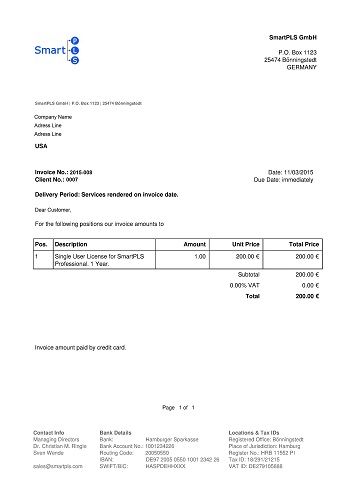 Smart PLS
SmartPLS GmbH
P.O. Box 1123
25474 Bönningstedt
GERMANY
SmartPLS GmbH | P.O. Box 1123 | 25474 Bönningstedt
Company Name
Adress Line
Adress Line
USA
Invoice No.: 2015-008 Date: 11/03/2015
Client No.: 0007 Due Date: immediately
Delivery Period: Services rendered on invoice date.
Dear Customer,
For the following positions our invoice amounts to
Pos. Description Amount Unit Price Total Price
1 Single User License for SmartPLS 1.00 200.00 € 200.00 €
Professional. 1 Year.
Subtotal 200.00 €
0.00% VAT 0.00 €
Total 200.00 €
Invoice amount paid by credit card.
Page 1 of 1
Contact Info Bank Details Locations & Tax IDs
Managing Directors Bank: Hamburger Sparkasse Registered Office: Bönningstedt
Dr. Christian M. Ringle Bank Account No.: 1001234226 Place of Jurisdiction: Hamburg
Sven Wende Routing Code: 20050550 Register No.: HRB 11552 PI
IBAN: DE97 2005 0550 1001 2342 26 Tax ID: 18/291/21215
sales@smartpls.com SWIFT/BIC: HASPDEHHXXX VAT ID: DE279105868